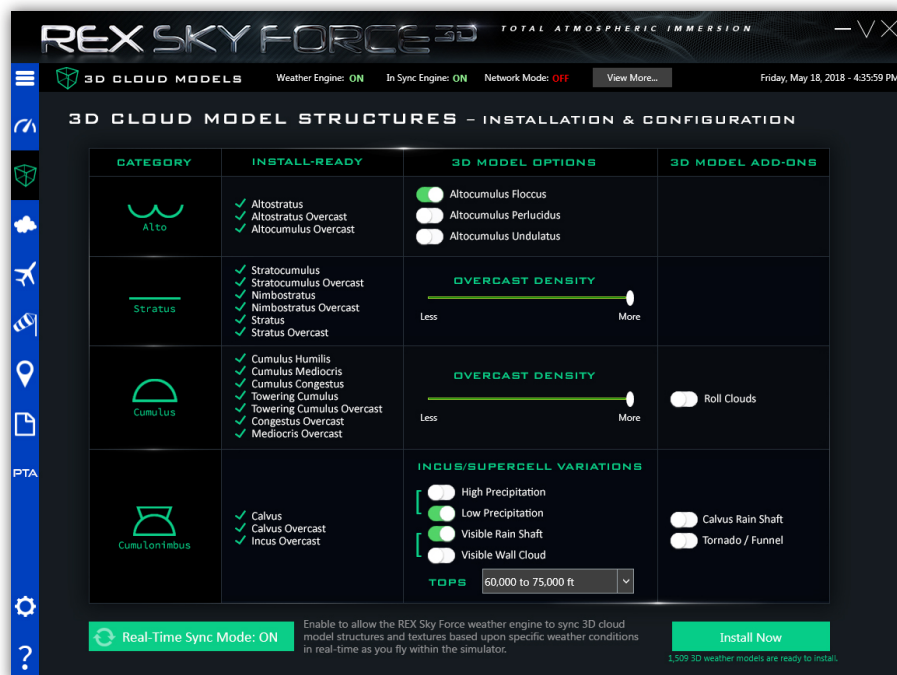 REX SKY FORCE 3D TOTAL ATMOSPHERIC IMMERSION
3D CLOUD MODELS Weather Engine: ON In Sync Engine: ON Network Mode: OFF View More... Friday, May 18, 2018 - 4:35:59 PM
3D CLOUD MODEL STRUCTURES – INSTALLATION & CONFIGURATION
CATEGORY INSTALL-READY 3D MODEL OPTIONS 3D MODEL ADD-ONS
Alto
Altostratus
Altostratus Overcast
Altocumulus Overcast
Altocumulus Floccus
Altocumulus Perlucidus
Altocumulus Undulatus
Stratus
Stratocumulus
Stratocumulus Overcast
Nimbostratus
Nimbostratus Overcast
Stratus
Stratus Overcast
OVERCAST DENSITY
Less More
Cumulus
Cumulus Humilis
Cumulus Mediocris
Cumulus Congestus
Towering Cumulus
Towering Cumulus Overcast
Congestus Overcast
Mediocris Overcast
OVERCAST DENSITY
Less More
Roll Clouds
Cumulonimbus
Calvus
Calvus Overcast
Incus Overcast
INCUS/SUPERCELL VARIATIONS
High Precipitation
Low Precipitation
Visible Rain Shaft
Visible Wall Cloud
TOPS 60,000 to 75,000 ft
Calvus Rain Shaft
Tornado / Funnel
PTA
Real-Time Sync Mode: ON
Enable to allow the REX Sky Force weather engine to sync 3D cloud
model structures and textures based upon specific weather conditions
in real-time as you fly within the simulator.
Install Now
1,509 3D weather models are ready to install.
?